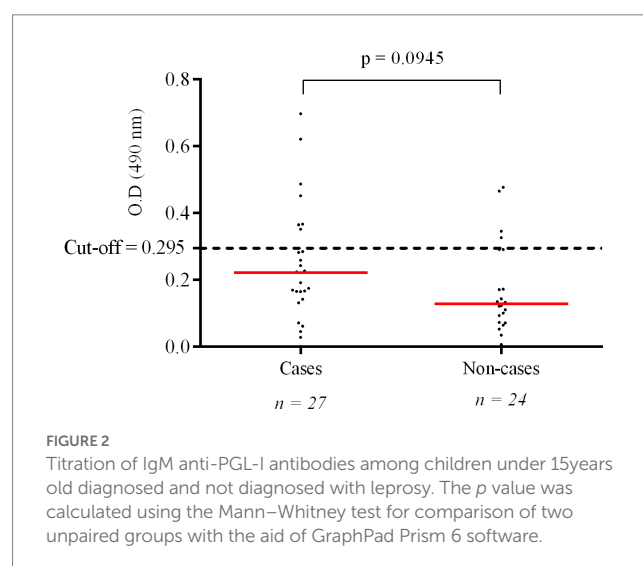 p = 0.0945
0.8
0.6
0.4
0.2
0.0
O.D (490 nm)
Cut-off = 0.295
Cases
Non-cases
n = 27
n = 24
FIGURE 2
Titration of IgM anti-PGL-I antibodies among children under 15years
old diagnosed and not diagnosed with leprosy. The p value was
calculated using the Mann–Whitney test for comparison of two
unpaired groups with the aid of GraphPad Prism 6 software.